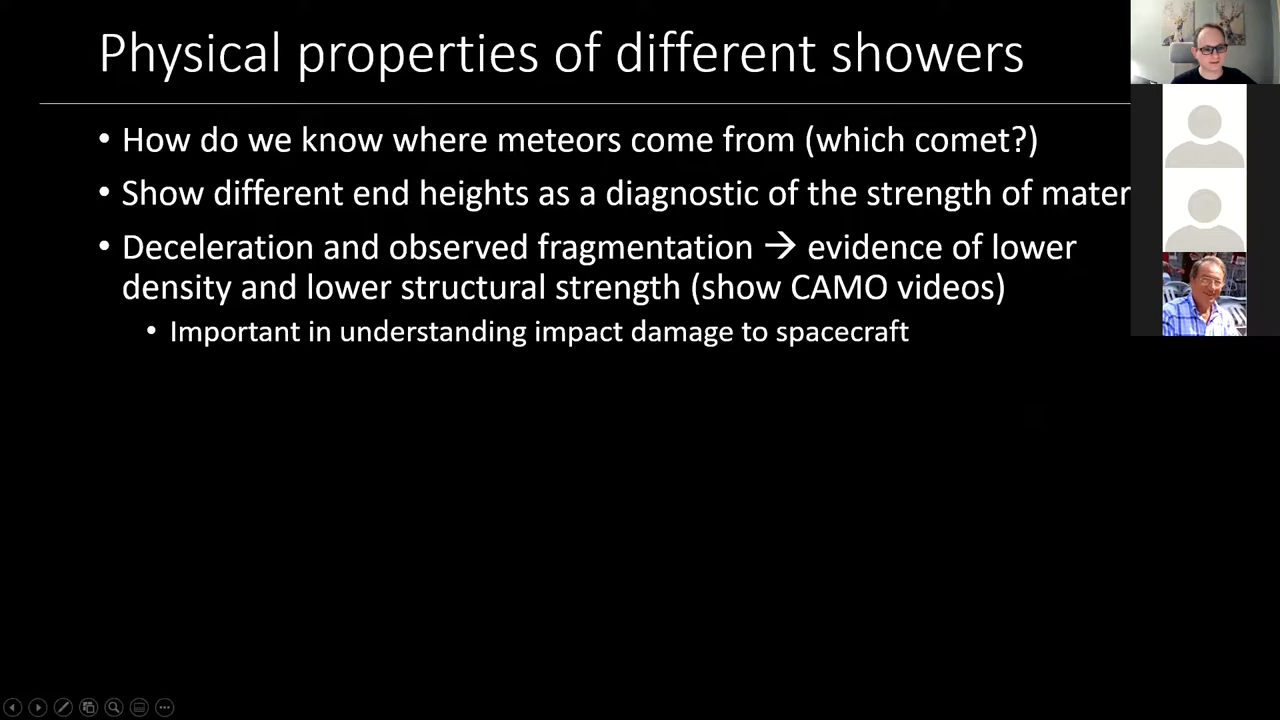 Physical properties of different showers
• How do we know where meteors come from (which comet?)
• Show different end heights as a diagnostic of the strength of mater
• Deceleration and observed fragmentation → evidence of lower
density and lower structural strength (show CAMO videos)
• Important in understanding impact damage to spacecraft